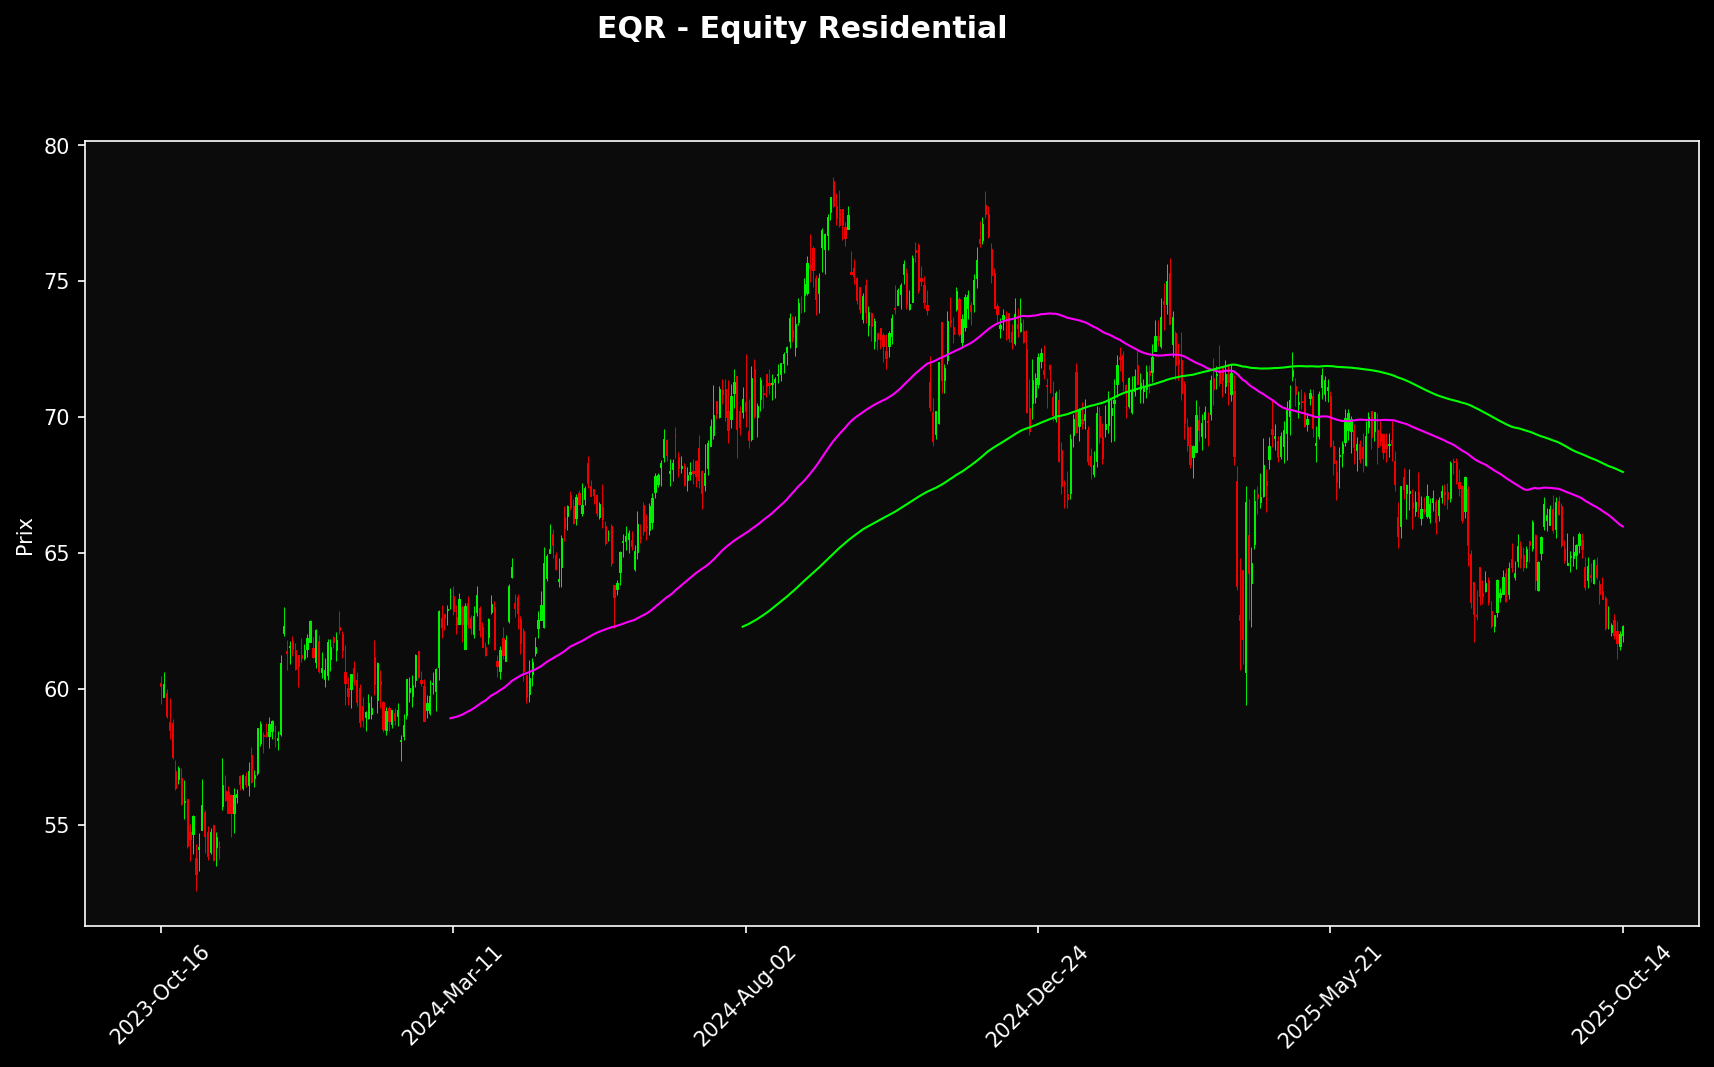 EQR - Equity Residential
Prix
80
75
70
65
60
55
2023-Oct-16
2024-Mar-11
2024-Aug-02
2024-Dec-24
2025-May-21
2025-Oct-14